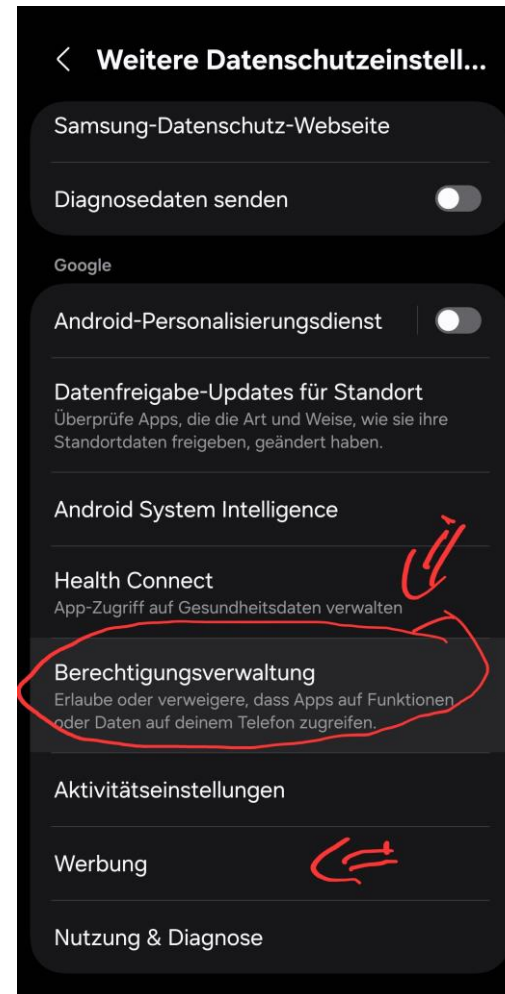 Weitere Datenschutzeinstell...
Samsung-Datenschutz-Webseite
Diagnosedaten senden
Google
Android-Personalisierungsdienst
Datenfreigabe-Updates für Standort
Überprüfe Apps, die die Art und Weise, wie sie ihre
Standortdaten freigeben, geändert haben.
Android System Intelligence
Health Connect
App-Zugriff auf Gesundheitsdaten verwalten
Berechtigungsverwaltung
Erlaube oder verweigere, dass Apps auf Funktionen
oder Daten auf deinem Telefon zugreifen.
Aktivitätseinstellungen
Werbung
Nutzung & Diagnose